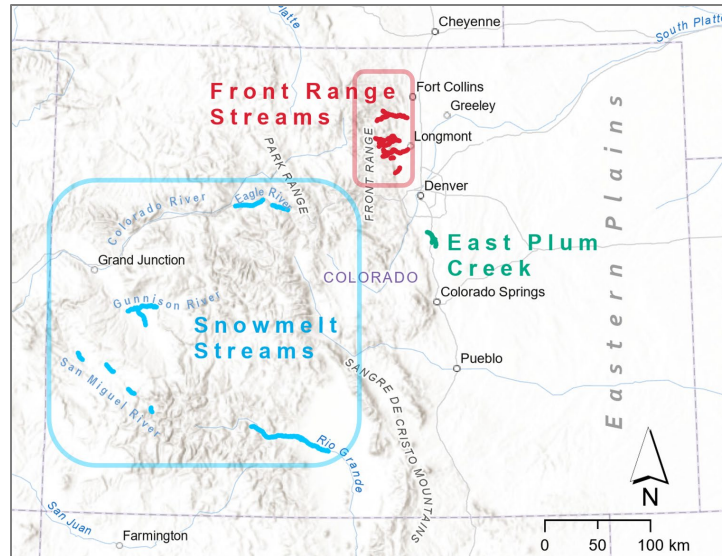 Cheyenne
Platte
South Platte
Front Range
Streams
Fort Collins
Greeley
Longmont
PARK RANGE
FRONT RANGE
Denver
Eagle River
Colorado River
Grand Junction
East Plum
Creek
COLORADO
Colorado Springs
Gunnison River
Snowmelt
Streams
Eastern Plains
San Miguel River
Pueblo
SANGRE DE CRISTO MOUNTAINS
Rio Grande
San Juan
Farmington
N
0 50 100 km